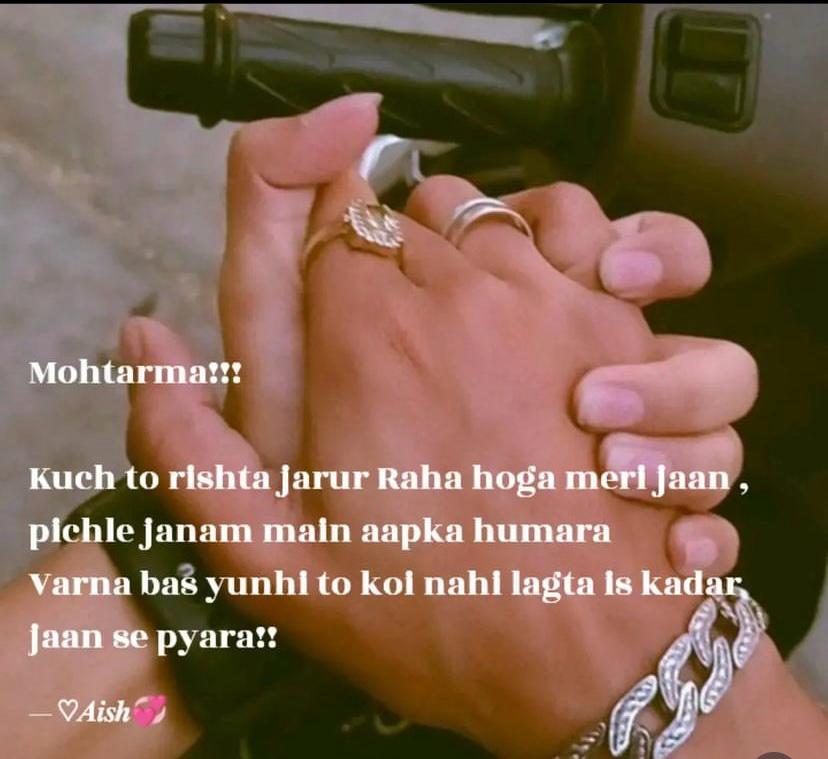 Mohtarma!!!
Kuch to rishta jarur Raha hoga meri jaan ,
pichle janam main aapka humara
Varna bas yunhi to koi nahi lagta is kadar,
jaan se pyara!!
— ♡Aish💞